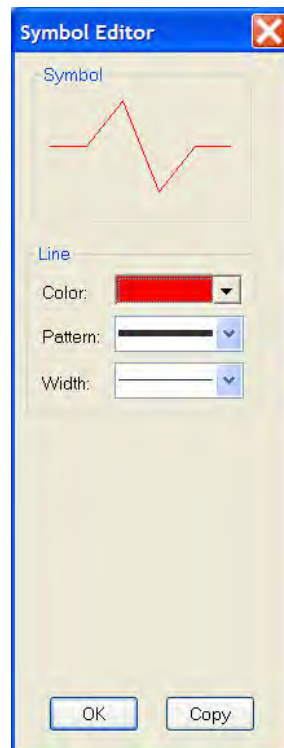 Symbol Editor
Symbol
Line
Color:
Pattern:
Width:
OK Copy